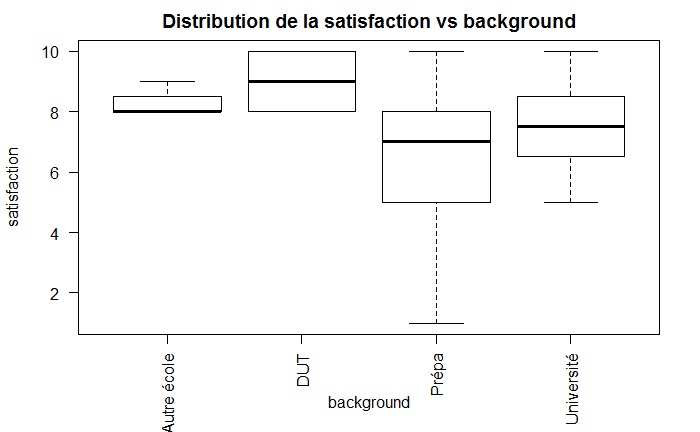 Distribution de la satisfaction vs background
satisfaction
10
8
6
4
2
Autre école
DUT
Prépa
Université
background